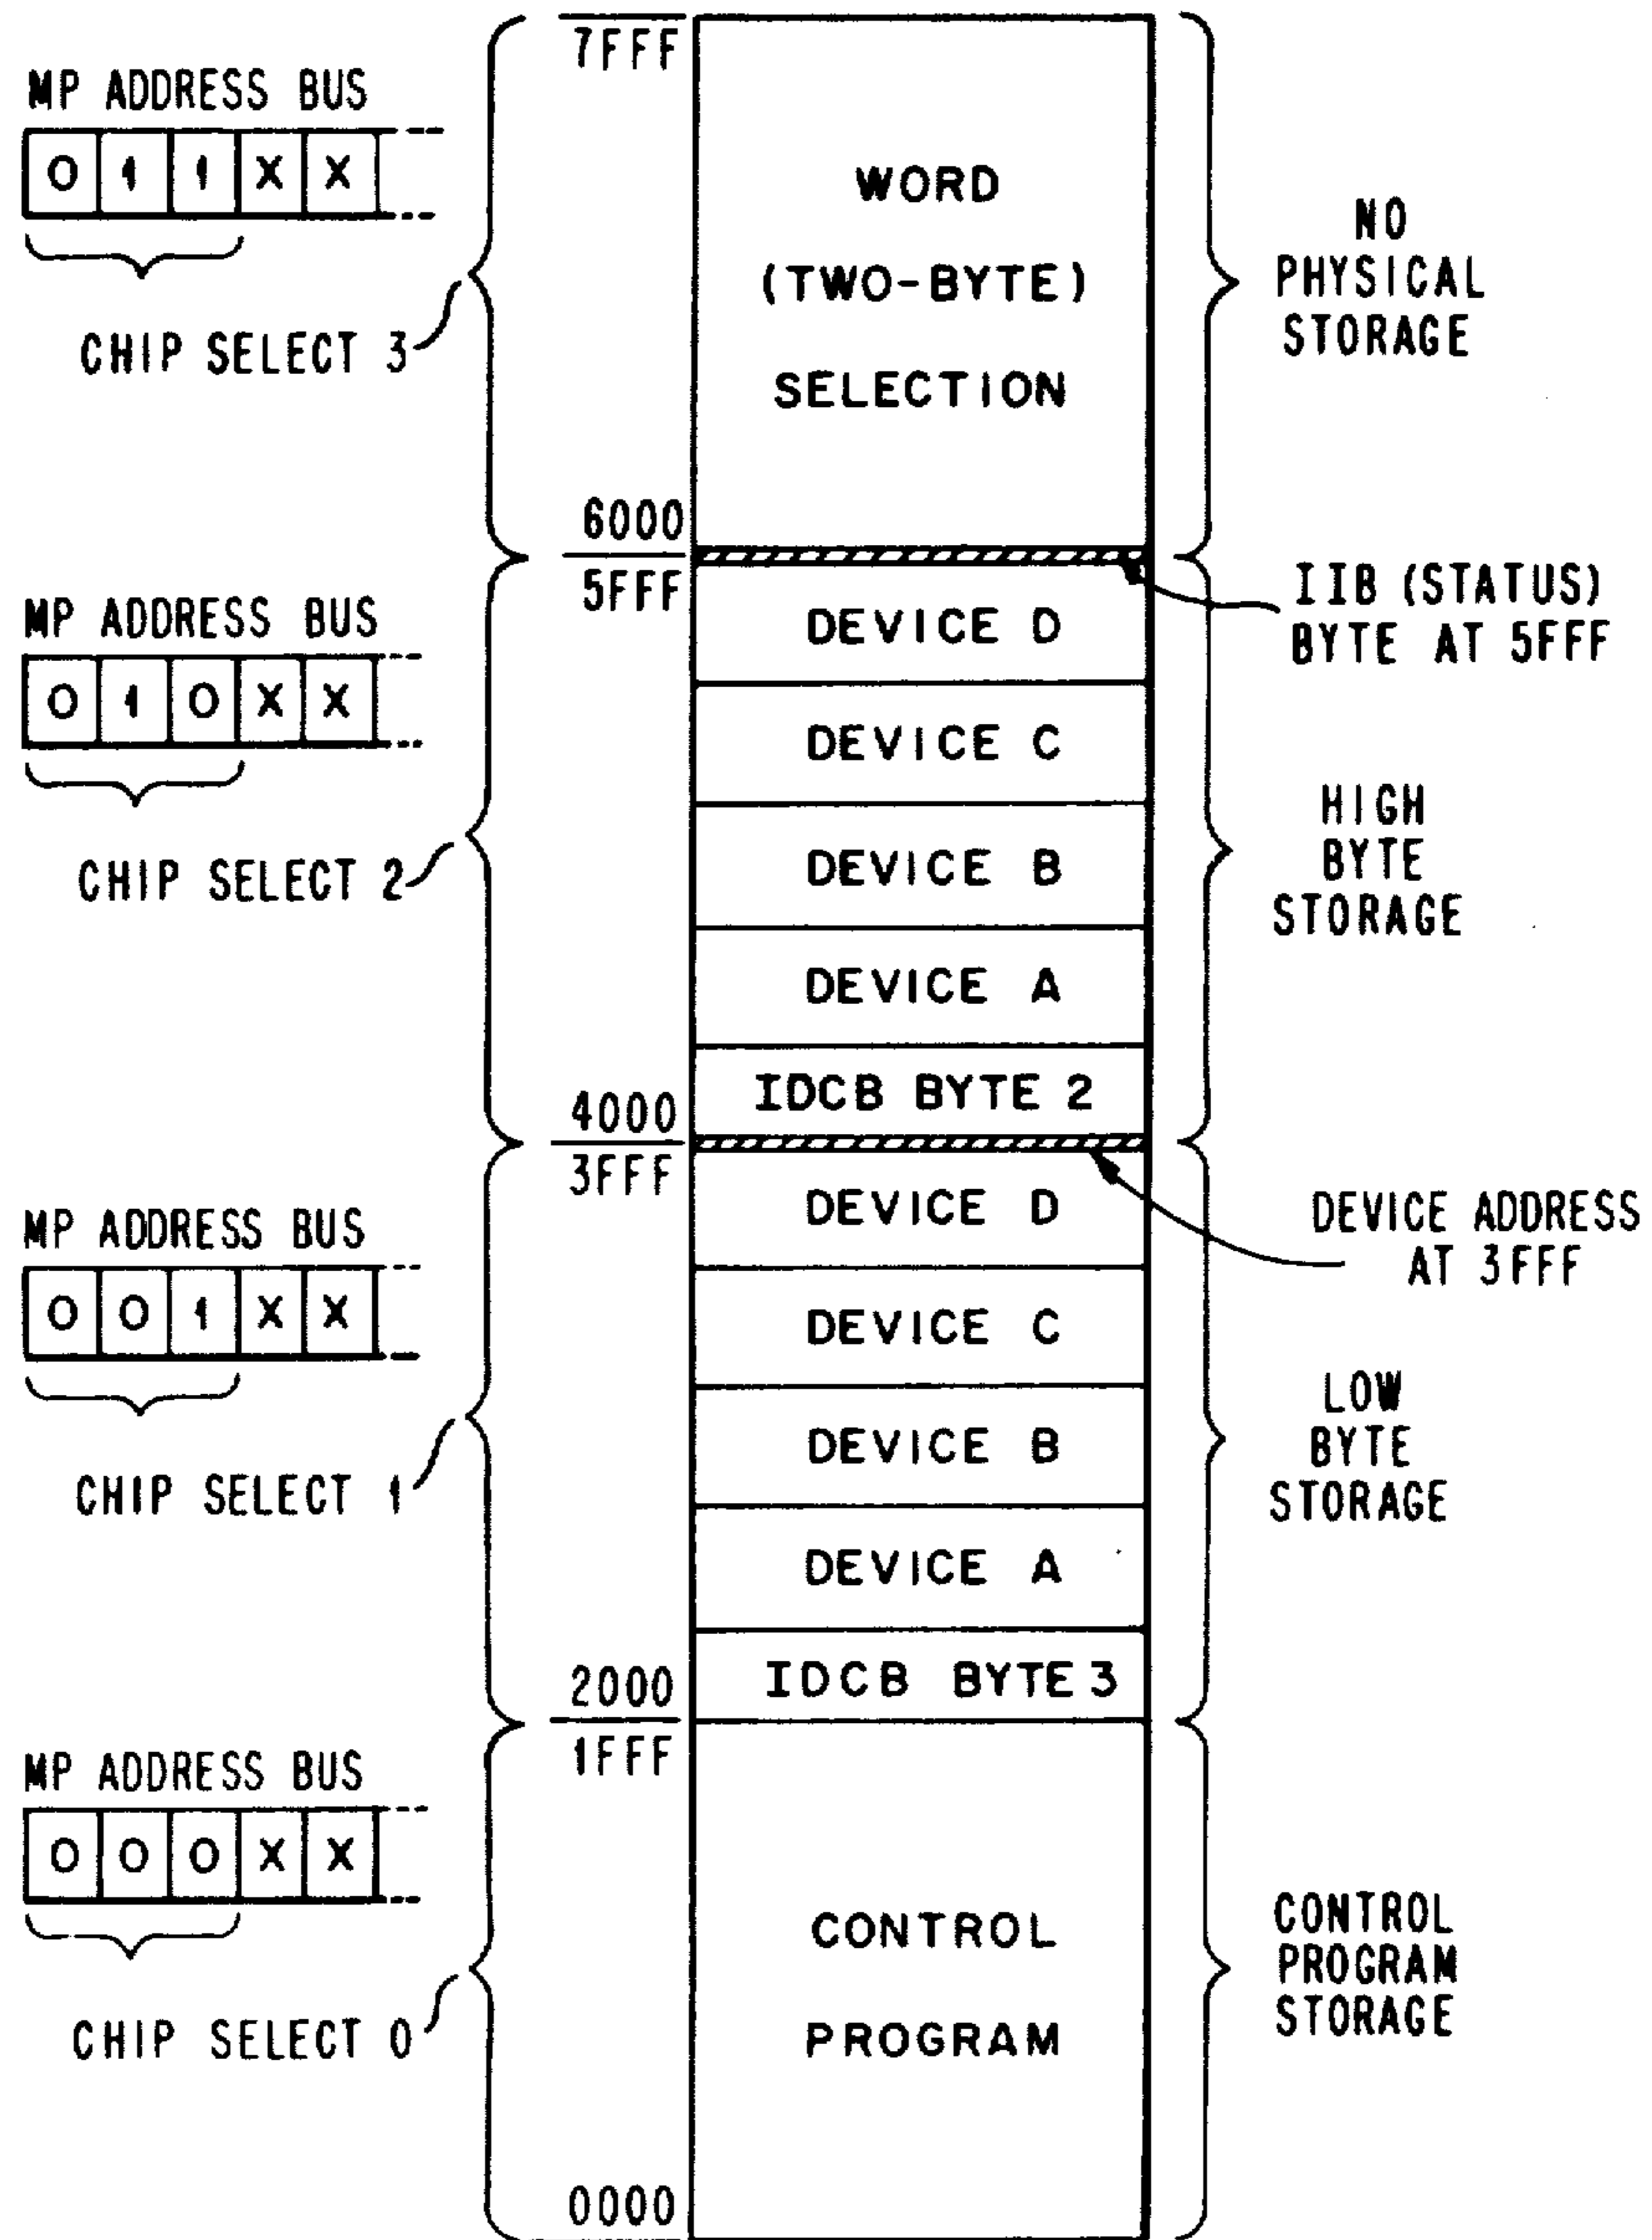 7FFF
MP ADDRESS BUS
0 1 1 X X
CHIP SELECT 3
WORD
(TWO-BYTE)
SELECTION
NO
PHYSICAL
STORAGE
6000
5FFF
IIB (STATUS)
BYTE AT 5FFF
MP ADDRESS BUS
0 1 0 X X
CHIP SELECT 2
DEVICE D
DEVICE C
DEVICE B
DEVICE A
IDCB BYTE 2
HIGH
BYTE
STORAGE
4000
3FFF
DEVICE ADDRESS
AT 3FFF
MP ADDRESS BUS
0 0 1 X X
CHIP SELECT 1
DEVICE D
DEVICE C
DEVICE B
DEVICE A
IDCB BYTE 3
LOW
BYTE
STORAGE
2000
1FFF
MP ADDRESS BUS
0 0 0 X X
CHIP SELECT 0
CONTROL
PROGRAM
CONTROL
PROGRAM
STORAGE
0000